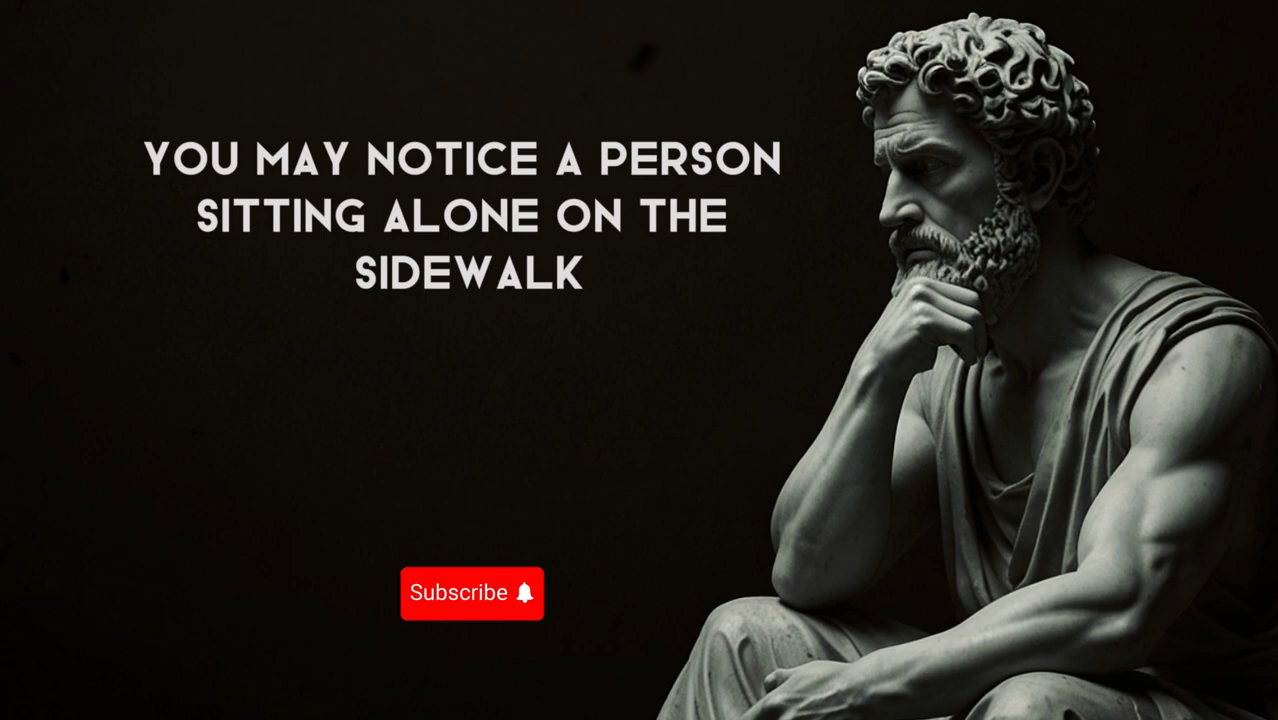 YOU MAY NOTICE A PERSON
SITTING ALONE ON THE
SIDEWALK
Subscribe